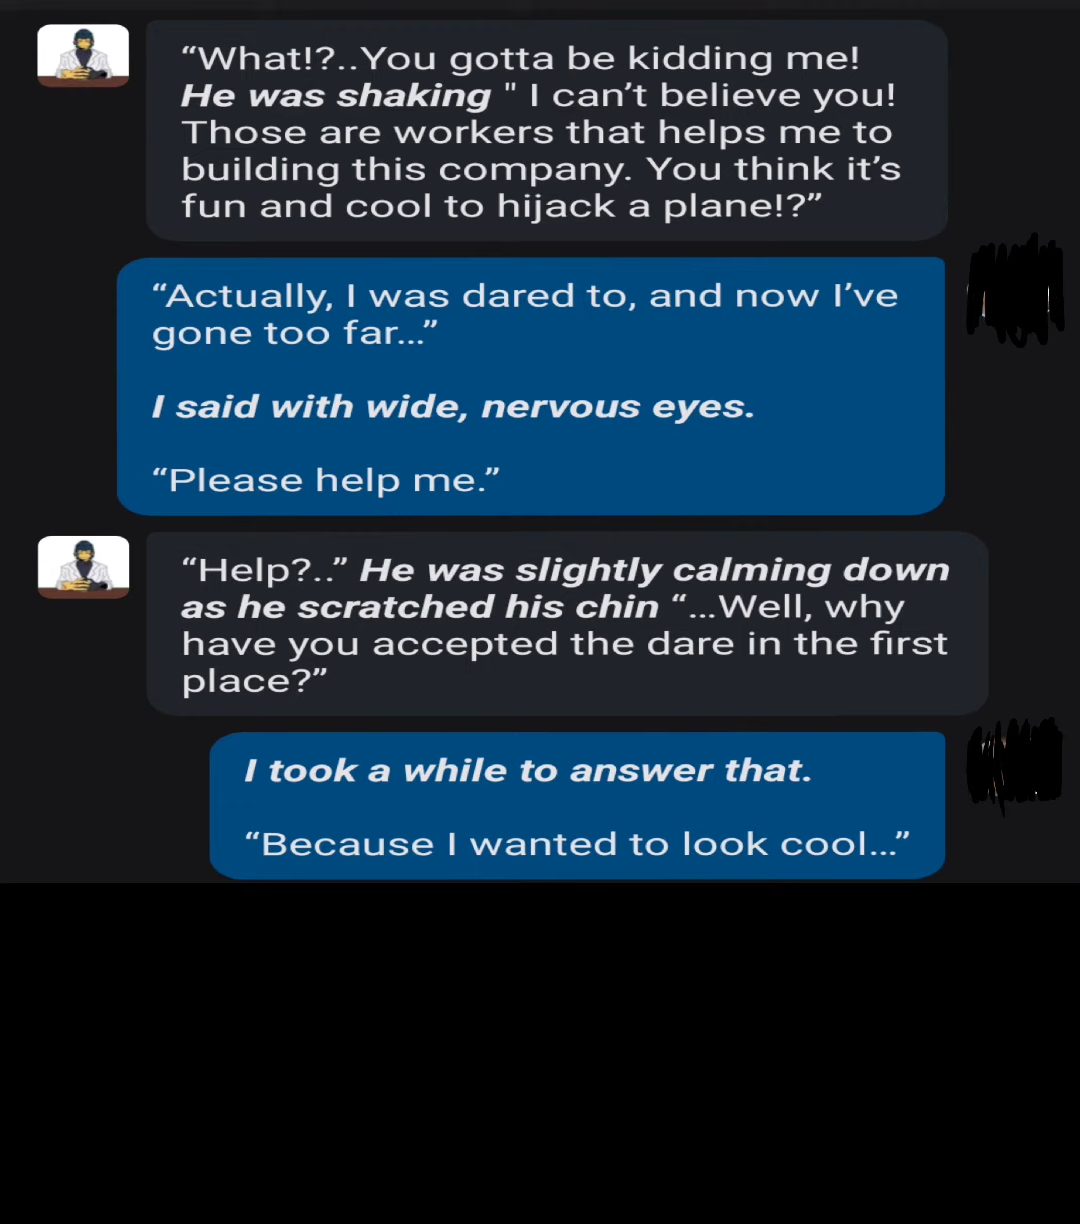 “What!?..You gotta be kidding me!
He was shaking " I can’t believe you!
Those are workers that helps me to
building this company. You think it’s
fun and cool to hijack a plane!?”
“Actually, I was dared to, and now I’ve
gone too far...”
I said with wide, nervous eyes.
“Please help me.”
“Help?..” He was slightly calming down
as he scratched his chin “...Well, why
have you accepted the dare in the first
place?”
I took a while to answer that.
“Because I wanted to look cool...”